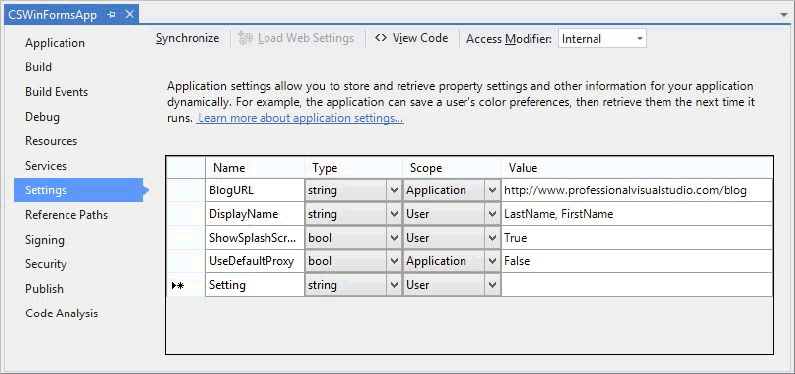 CSWinFormsApp
Application
Build
Build Events
Debug
Resources
Services
Settings
Reference Paths
Signing
Security
Publish
Code Analysis
Synchronize Load Web Settings <> View Code Access Modifier: Internal
Application settings allow you to store and retrieve property settings and other information for your application
dynamically. For example, the application can save a user's color preferences, then retrieve them the next time it
runs. Learn more about application settings...
Name Type Scope Value
BlogURL string Application http://www.professionalvisualstudio.com/blog
DisplayName string User LastName, FirstName
ShowSplashScr... bool User True
UseDefaultProxy bool Application False
Setting string User